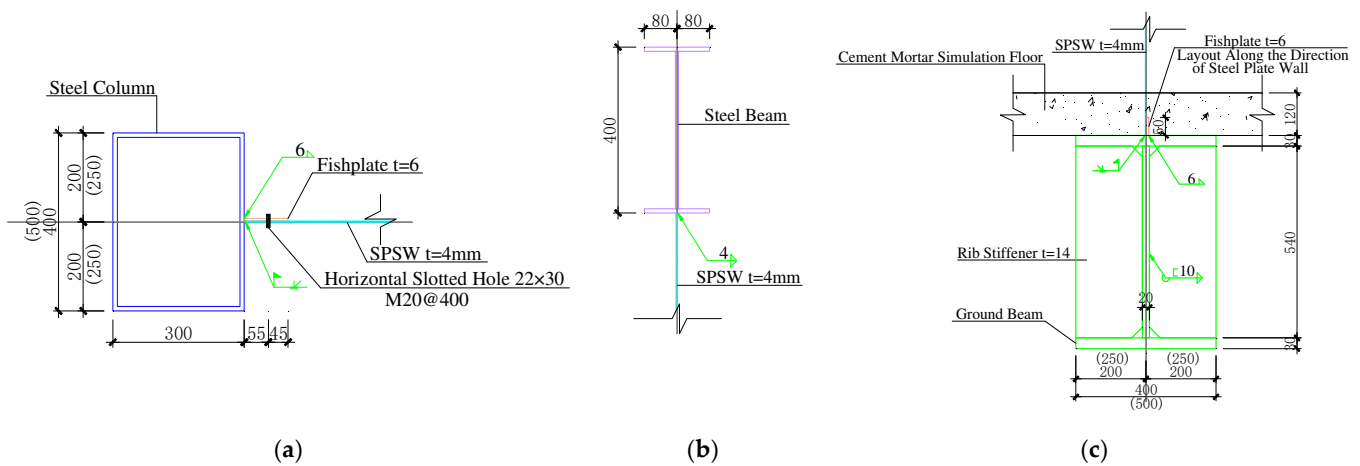 Steel Column
200
(250)
(500)
400
200
(250)
6
Fishplate t=6
SPSW t=4mm
Horizontal Slotted Hole 22×30
M20@400
300
55
45
(a)
80
80
400
Steel Beam
4
SPSW t=4mm
(b)
SPSW t=4mm
Fishplate t=6
Layout Along the Direction
of Steel Plate Wall
Cement Mortar Simulation Floor
60
120
30
6
540
Rib Stiffener t=14
10
20
Ground Beam
30
(250)
200
(250)
200
400
(500)
(c)